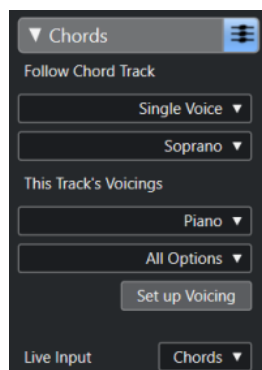 ▼ Chords
Follow Chord Track
Single Voice ▼
Soprano ▼
This Track's Voicings
Piano ▼
All Options ▼
Set up Voicing
Live Input Chords ▼